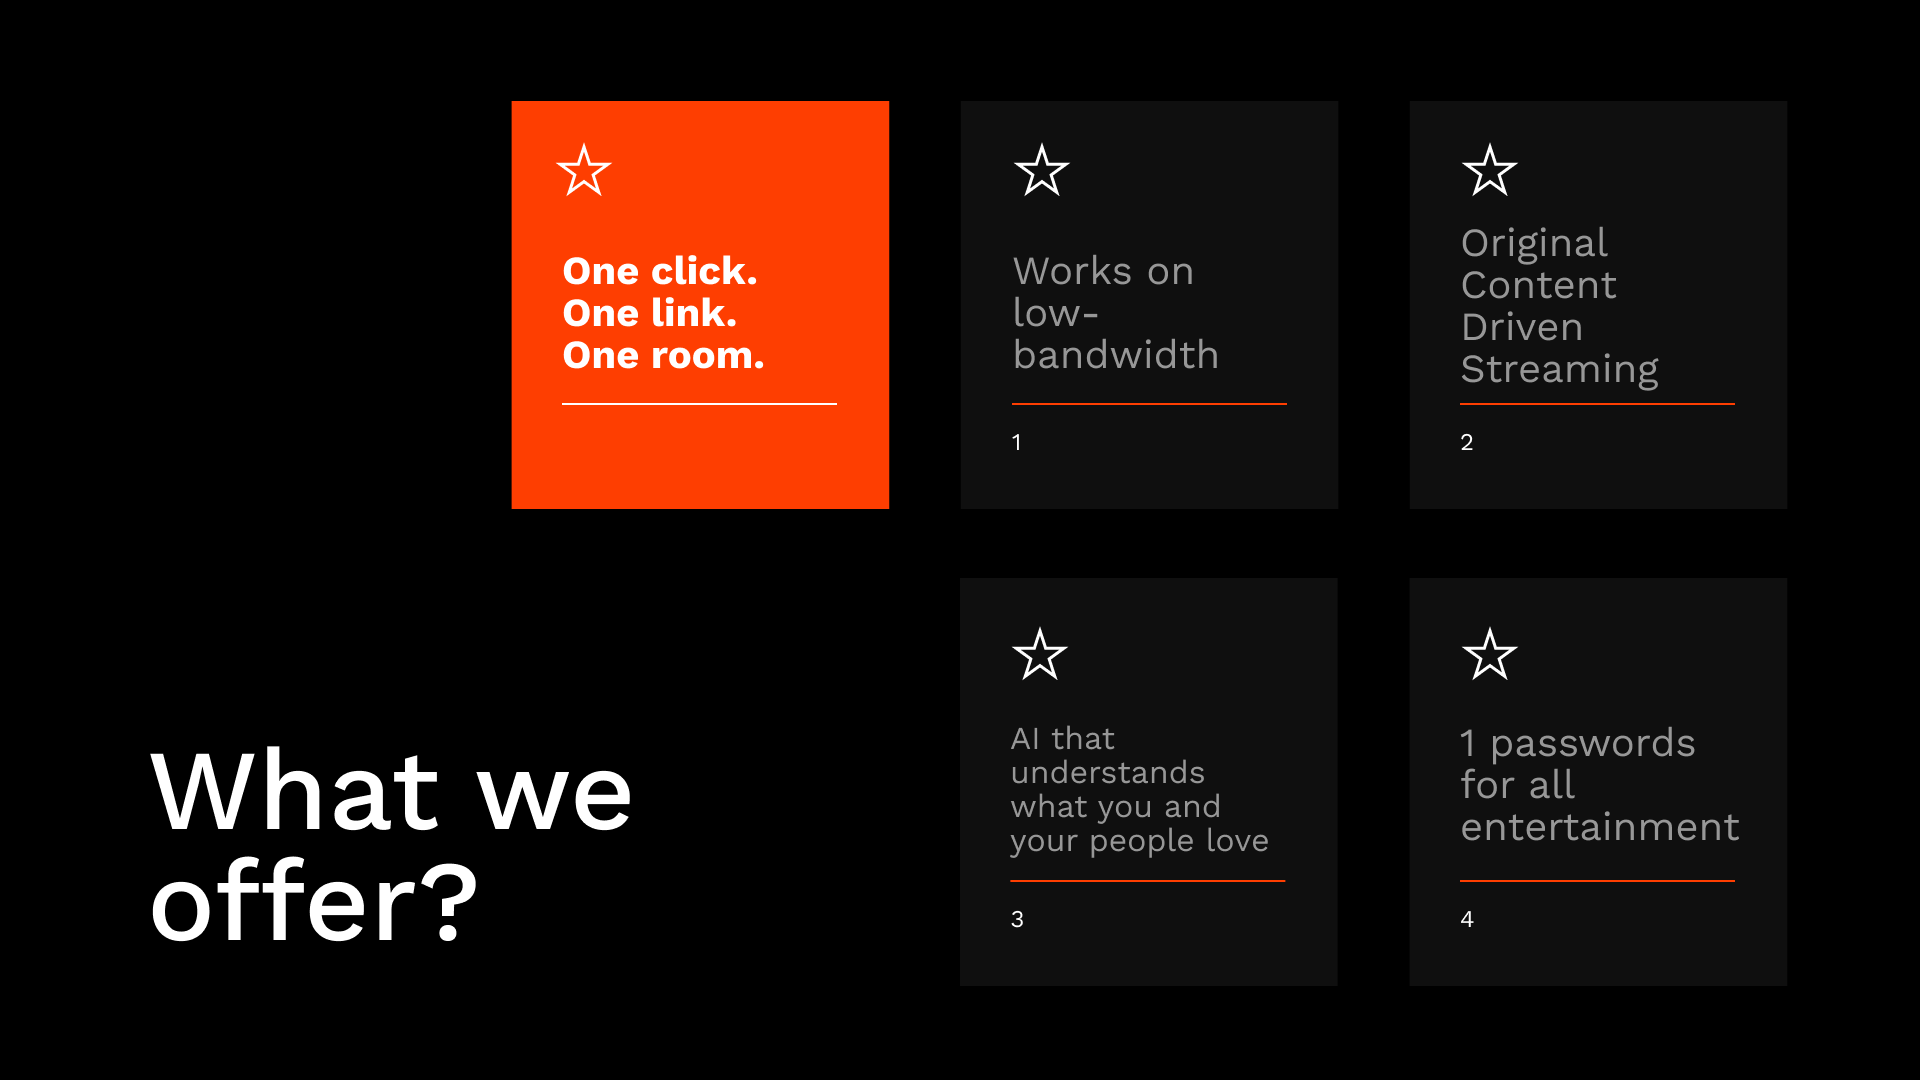 One click.
One link.
One room.
Works on
low-
bandwidth
1
Original
Content
Driven
Streaming
2
What we
offer?
AI that
understands
what you and
your people love
3
1 passwords
for all
entertainment
4